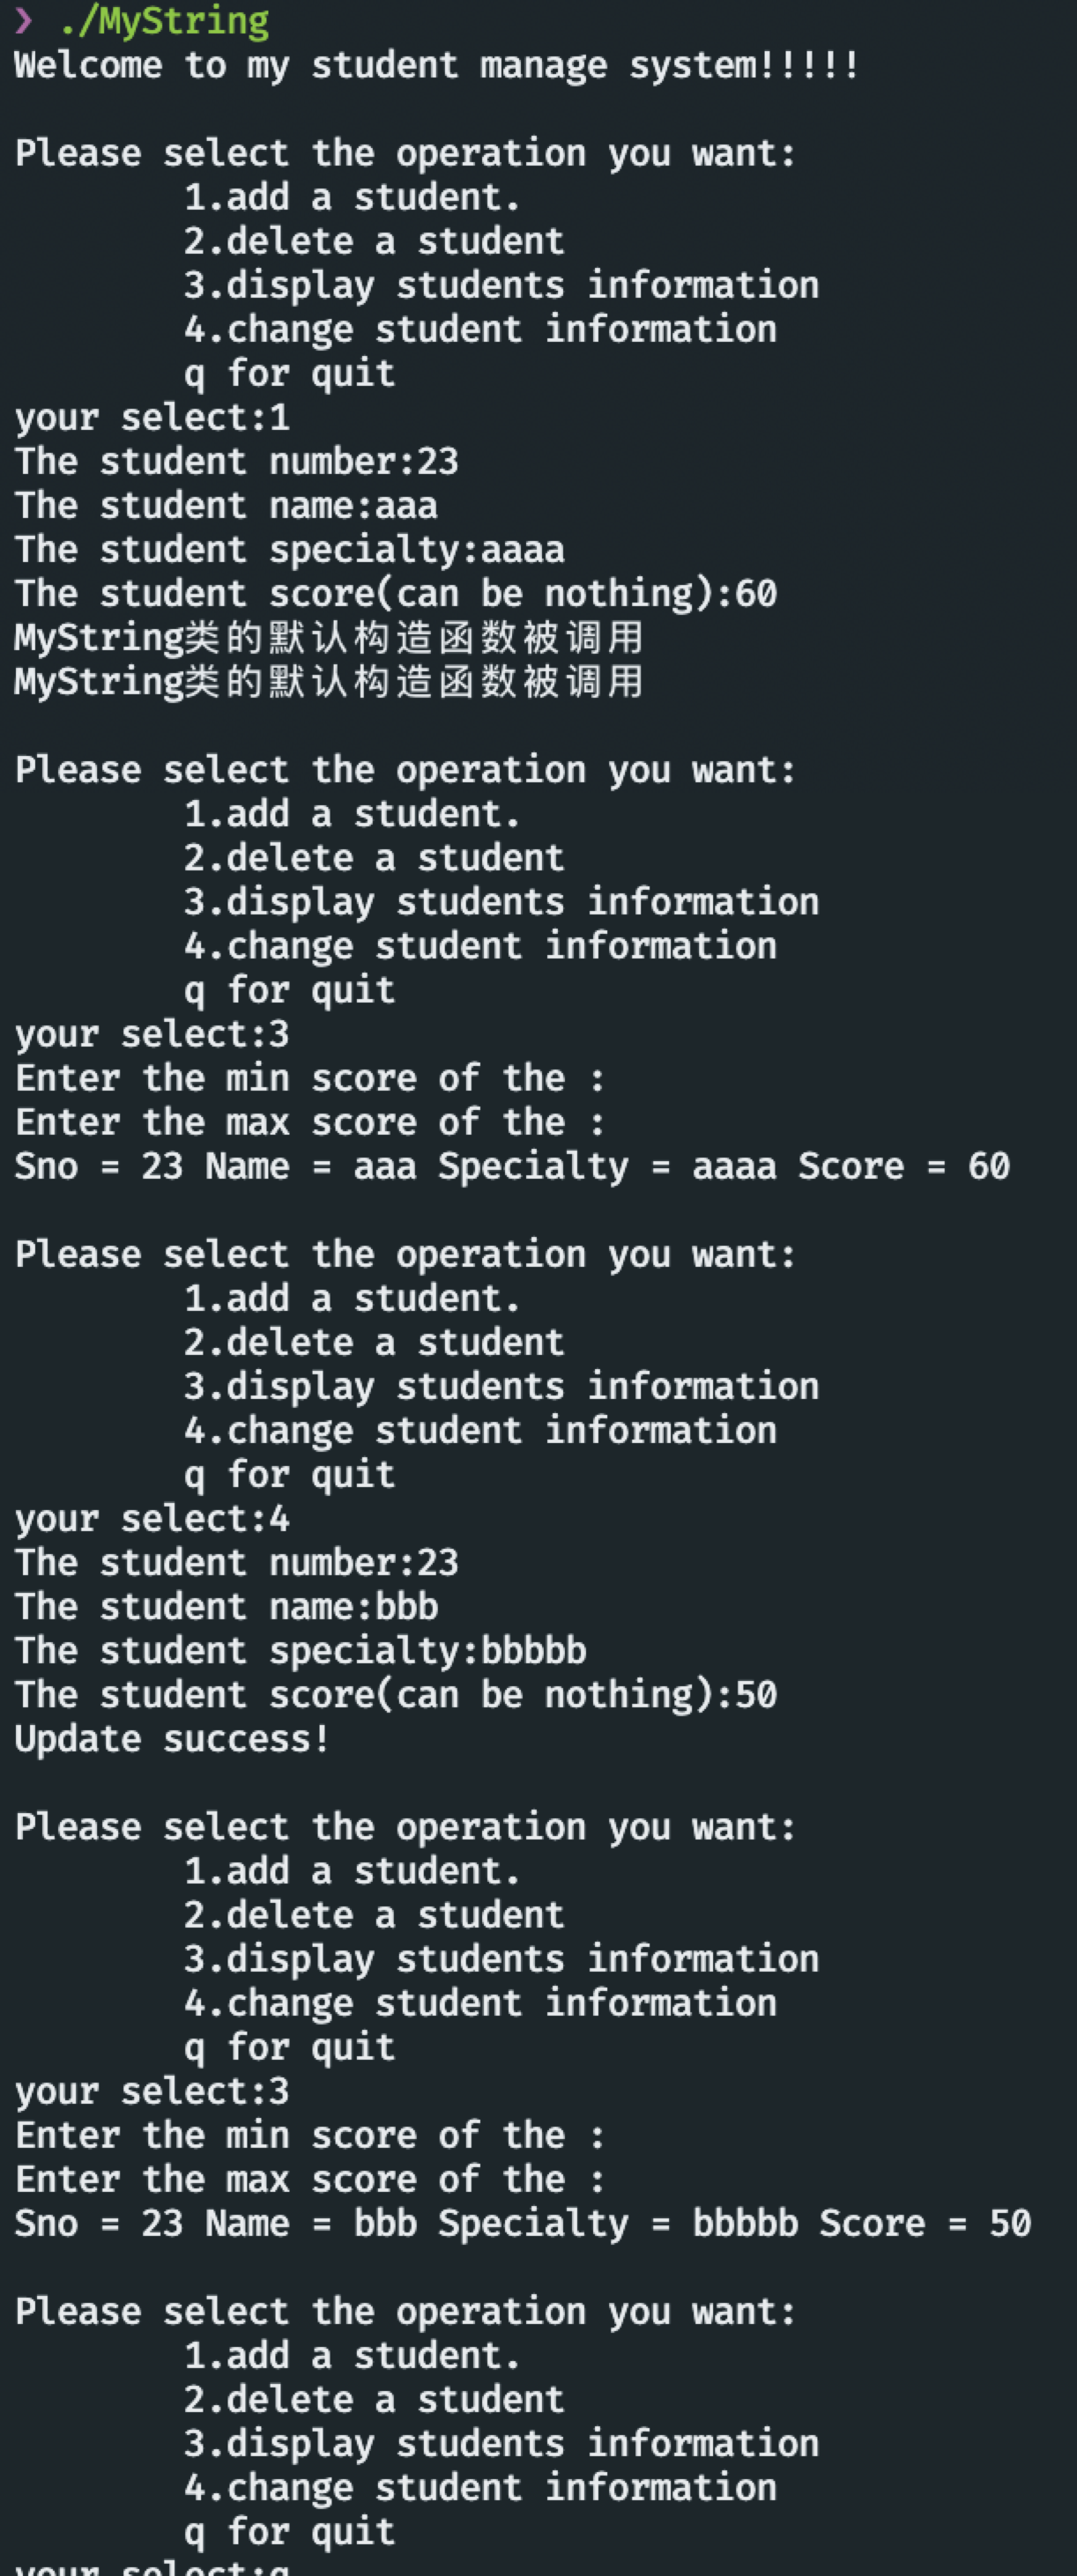 ❯ ./MyString
Welcome to my student manage system!!!!!
Please select the operation you want:
1.add a student.
2.delete a student
3.display students information
4.change student information
q for quit
your select:1
The student number:23
The student name:aaa
The student specialty:aaaa
The student score(can be nothing):60
MyString类的默认构造函数被调用
MyString类的默认构造函数被调用
Please select the operation you want:
1.add a student.
2.delete a student
3.display students information
4.change student information
q for quit
your select:3
Enter the min score of the :
Enter the max score of the :
Sno = 23 Name = aaa Specialty = aaaa Score = 60
Please select the operation you want:
1.add a student.
2.delete a student
3.display students information
4.change student information
q for quit
your select:4
The student number:23
The student name:bbb
The student specialty:bbbbb
The student score(can be nothing):50
Update success!
Please select the operation you want:
1.add a student.
2.delete a student
3.display students information
4.change student information
q for quit
your select:3
Enter the min score of the :
Enter the max score of the :
Sno = 23 Name = bbb Specialty = bbbbb Score = 50
Please select the operation you want:
1.add a student.
2.delete a student
3.display students information
4.change student information
q for quit
your select:q